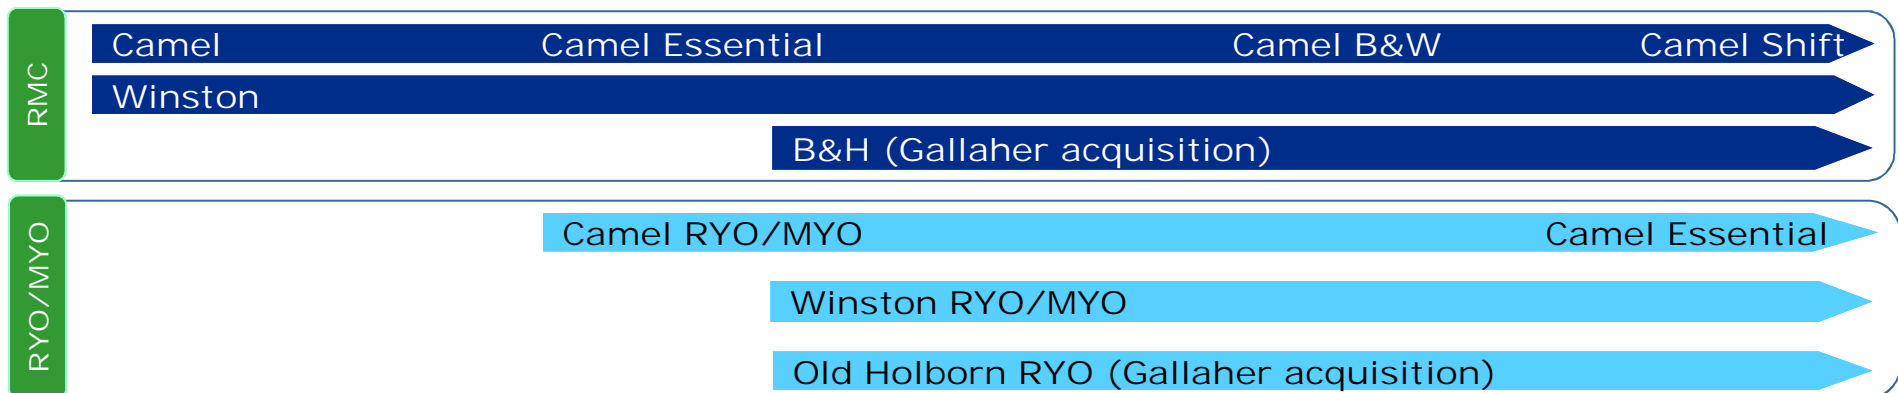 RMC
Camel Camel Essential Camel B&W Camel Shift
Winston
B&H (Gallaher acquisition)
RYO/MYO
Camel RYO/MYO Camel Essential
Winston RYO/MYO
Old Holborn RYO (Gallaher acquisition)